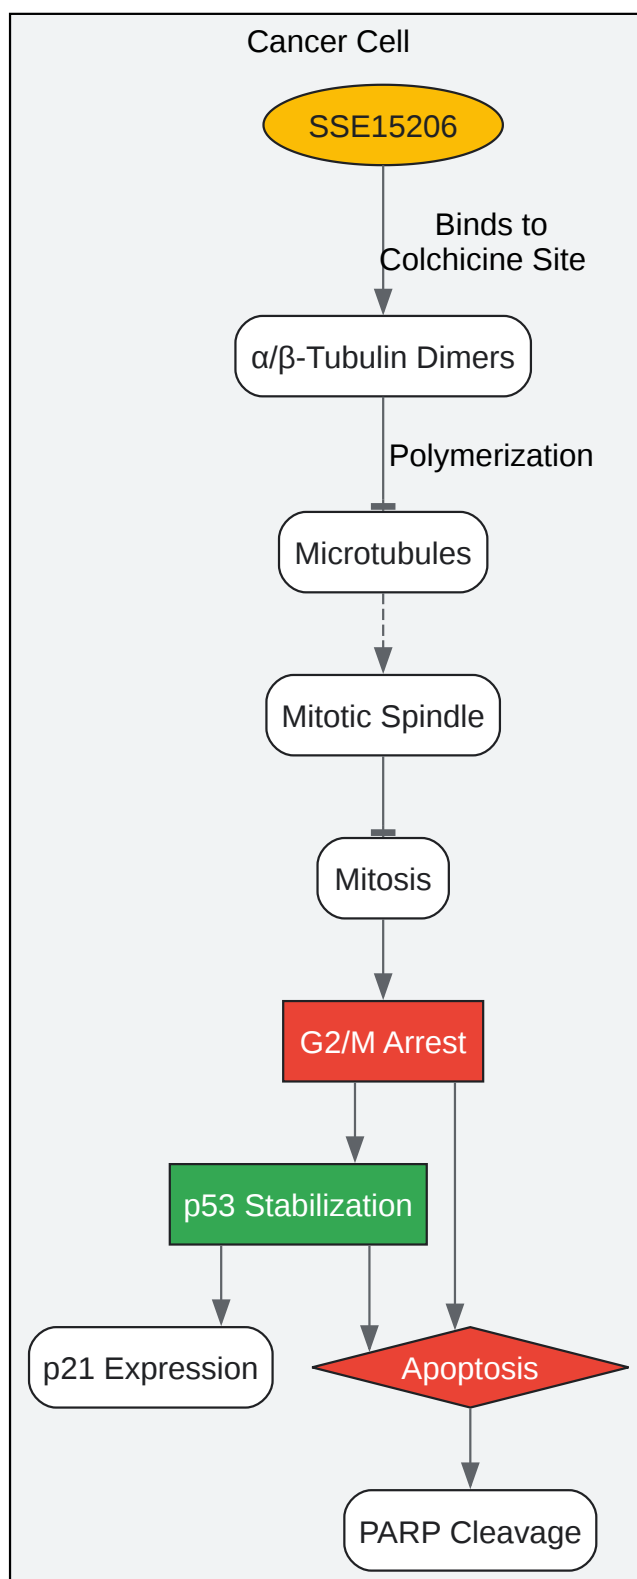 Cancer Cell
SSE15206
Binds to
Colchicine Site
α/β-Tubulin Dimers
Polymerization
Microtubules
Mitotic Spindle
Mitosis
G2/M Arrest
p53 Stabilization
p21 Expression
Apoptosis
PARP Cleavage